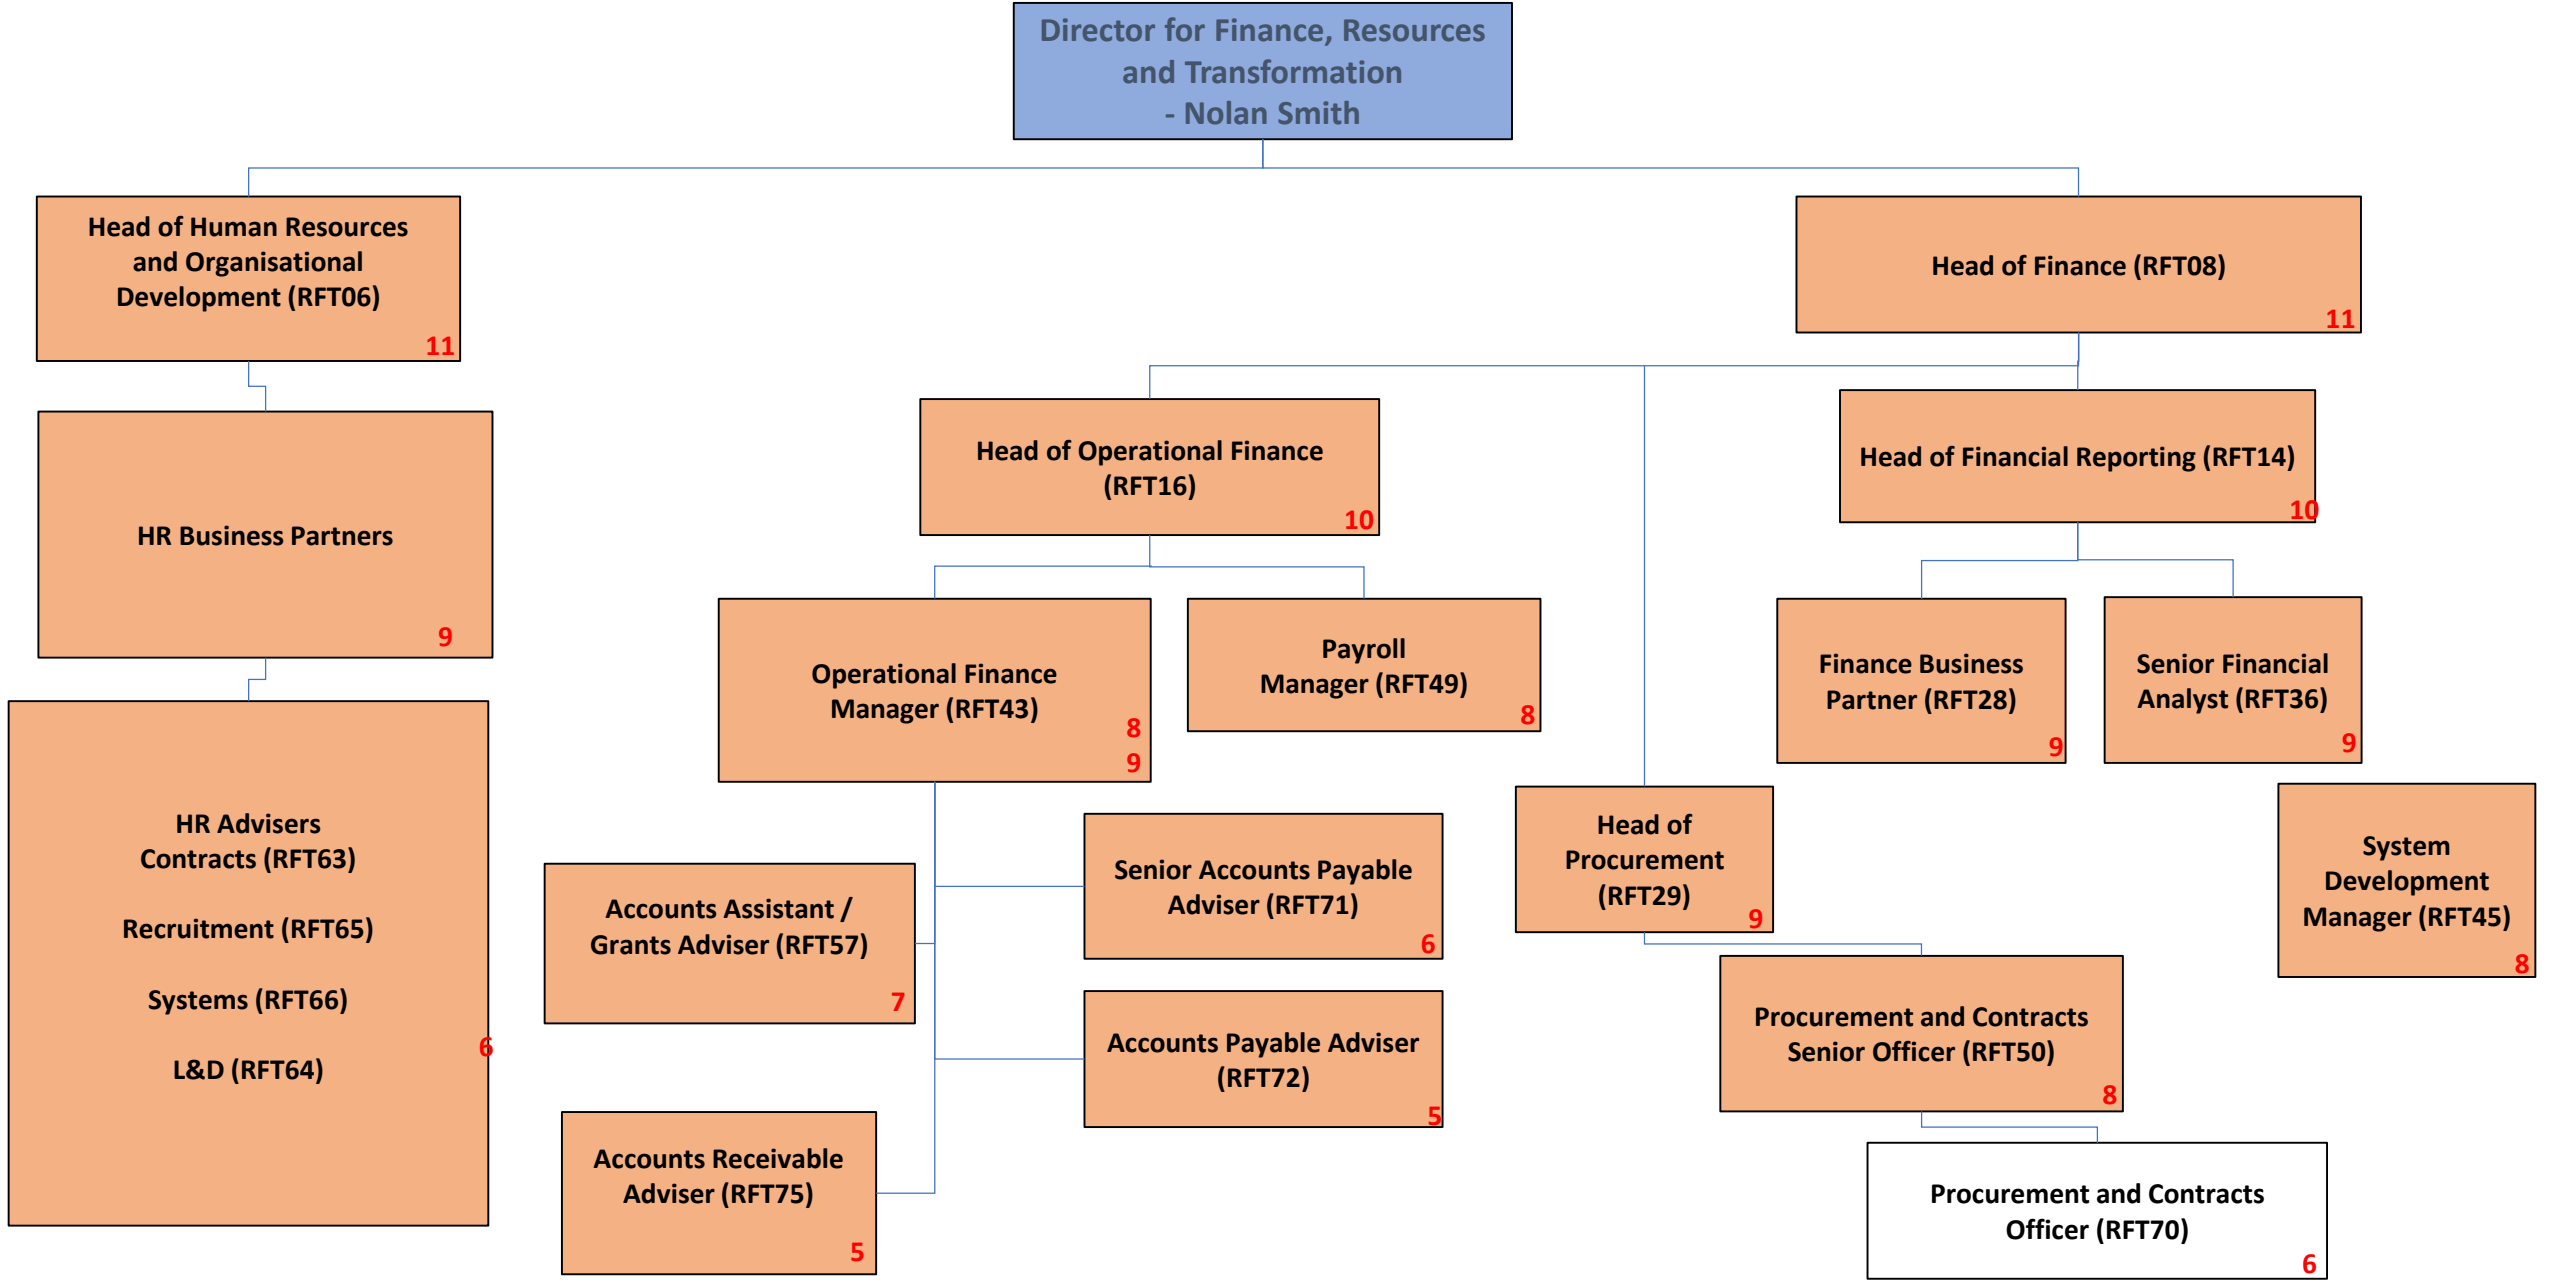 Director for Finance, Resources
and Transformation
- Nolan Smith
Head of Human Resources
and Organisational
Development (RFT06)
11
Head of Finance (RFT08)
11
HR Business Partners
9
Head of Operational Finance
(RFT16)
10
Head of Financial Reporting (RFT14)
10
Operational Finance
Manager (RFT43)
8
9
Payroll
Manager (RFT49)
8
Finance Business
Partner (RFT28)
9
Senior Financial
Analyst (RFT36)
9
HR Advisers
Contracts (RFT63)
Recruitment (RFT65)
Systems (RFT66)
L&D (RFT64)
6
Accounts Assistant /
Grants Adviser (RFT57)
7
Senior Accounts Payable
Adviser (RFT71)
6
Head of
Procurement
(RFT29)
9
System
Development
Manager (RFT45)
8
Accounts Payable Adviser
(RFT72)
5
Procurement and Contracts
Senior Officer (RFT50)
8
Accounts Receivable
Adviser (RFT75)
5
Procurement and Contracts
Officer (RFT70)
6